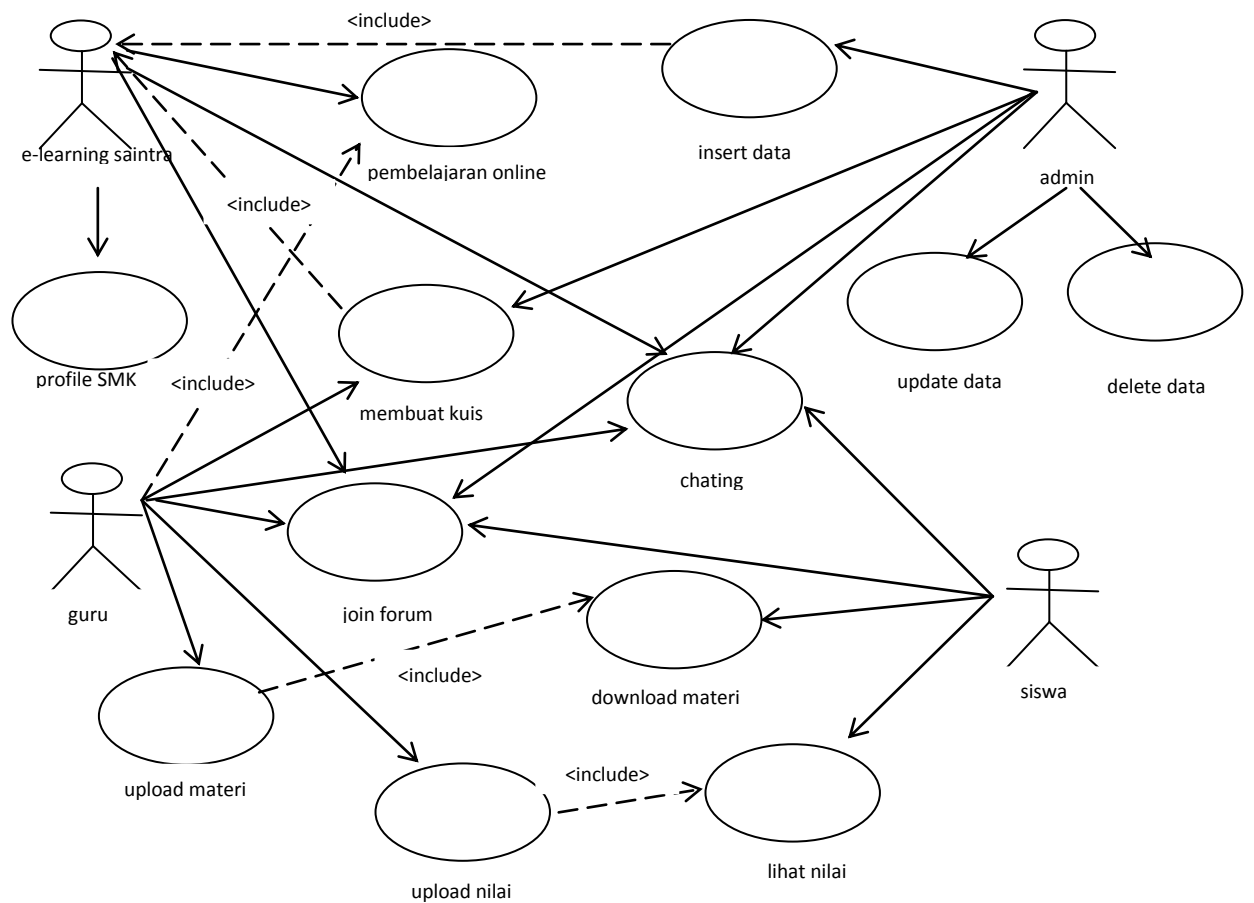 <include>
e-learning saintra
pembelajaran online
insert data
admin
<include>
profile SMK
<include>
membuat kuis
update data
delete data
chating
guru
join forum
<include>
download materi
siswa
upload materi
<include>
upload nilai
lihat nilai